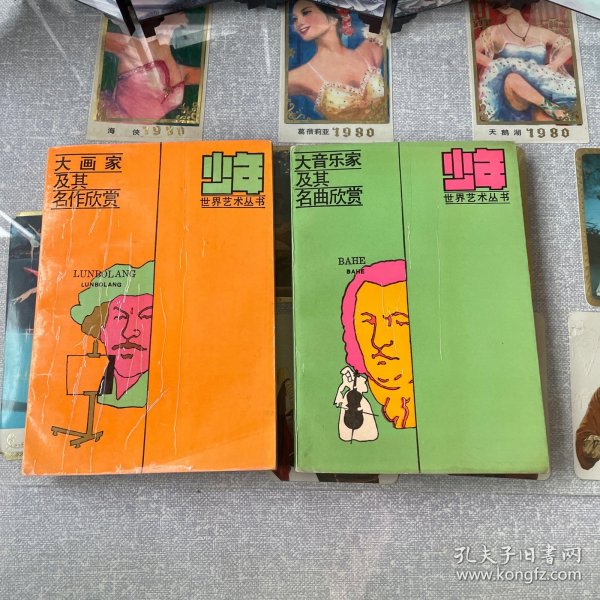 海 侠 1980
葛蓓莉亚 1980
天鹅湖 1980
大画家
及其
名作欣赏
少年
世界艺术丛书
LUNBOLANG
LUNBOLANG
大音乐家
及其
名曲欣赏
少年
世界艺术丛书
BAHE
BAHE
孔夫子旧书网
www.kongfz.com